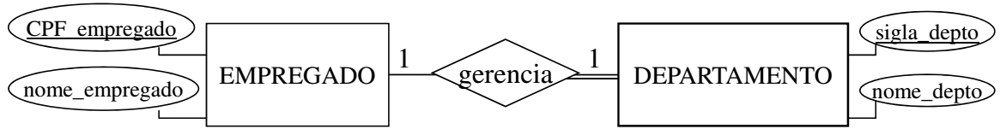 CPF_empregado
nome_empregado
EMPREGADO
1
gerencia
1
DEPARTAMENTO
sigla_depto
nome_depto